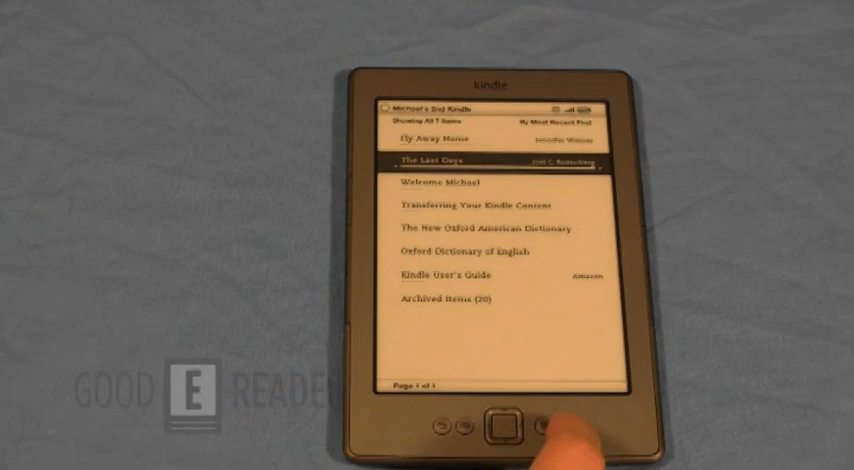 kindle
Michael's 2nd Kindle
Showing All 7 Items By Most Recent First
Fly Away Home Jennifer Weiner
The Last Days Joel C. Rosenberg
Welcome Michael
Transferring Your Kindle Content
The New Oxford American Dictionary
Oxford Dictionary of English
Kindle User's Guide Amazon
Archived Items (20)
Page 1 of 1
GOOD E READER